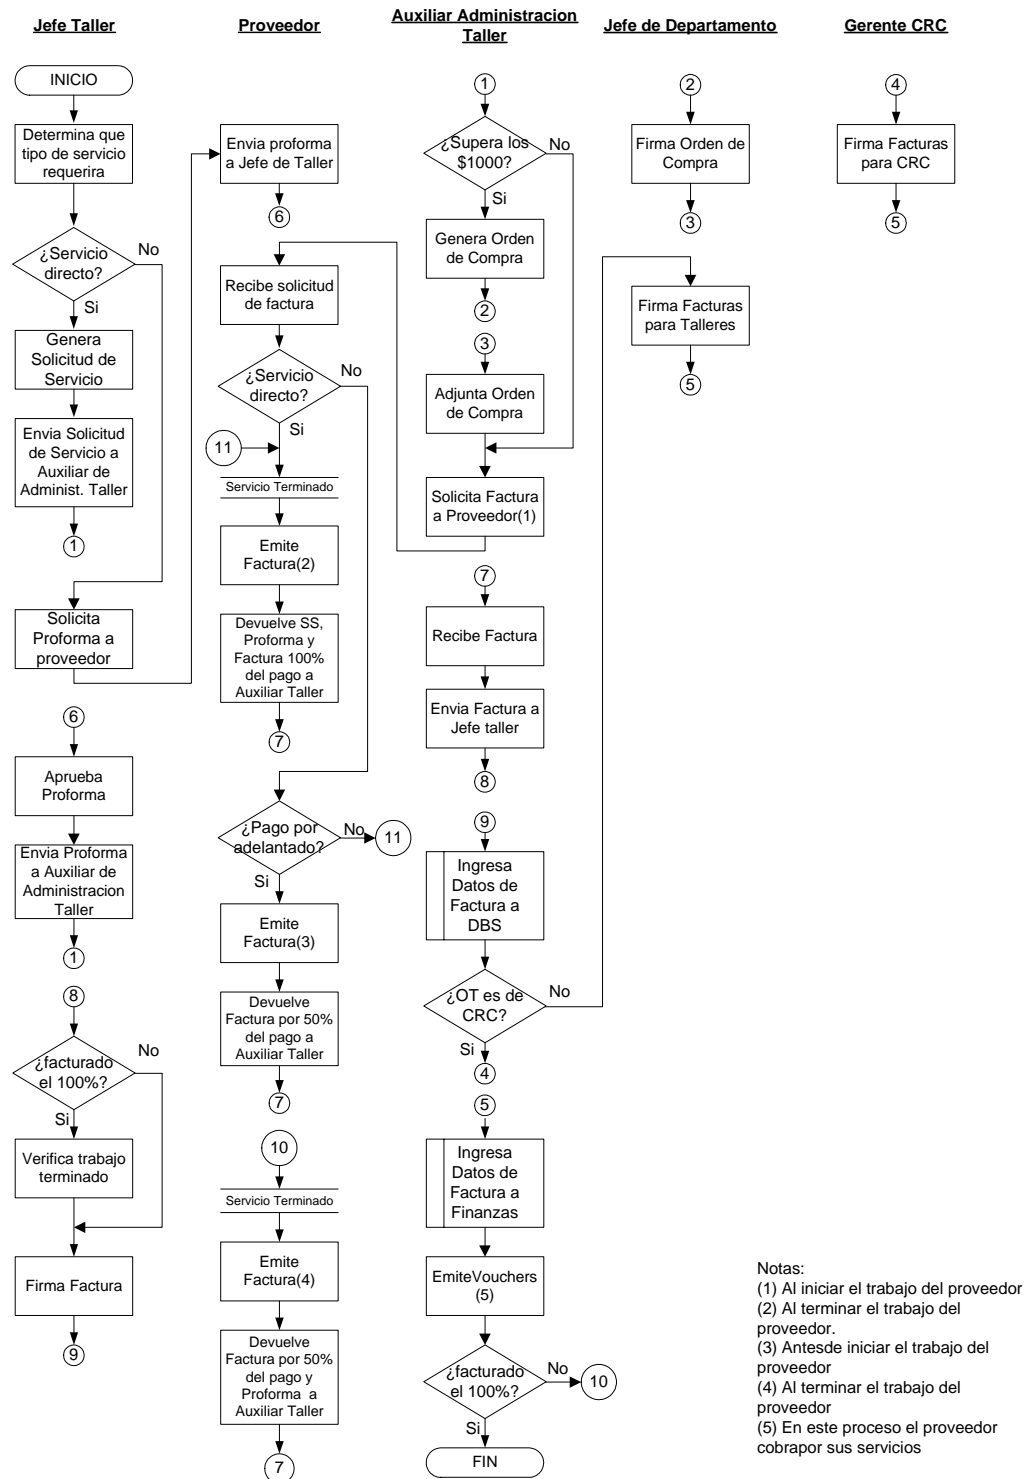 Jefe Taller
Proveedor
Auxiliar Administracion
Taller
Jefe de Departamento
Gerente CRC
INICIO
Determina que
tipo de servicio
requerira
¿Servicio
directo?
No
Si
Genera
Solicitud de
Servicio
Envia Solicitud
de Servicio a
Auxiliar de
Administ. Taller
1
Solicita
Proforma a
proveedor
6
Aprueba
Proforma
Envia Proforma
a Auxiliar de
Administracion
Taller
1
8
¿facturado
el 100%?
No
Si
Verifica trabajo
terminado
Firma Factura
9
Envia proforma
a Jefe de Taller
6
Recibe solicitud
de factura
¿Servicio
directo?
No
Si
11
Servicio Terminado
Emite
Factura(2)
Devuelve SS,
Proforma y
Factura 100%
del pago a
Auxiliar Taller
7
¿Pago por
adelantado?
No
11
Si
Emite
Factura(3)
Devuelve
Factura por 50%
del pago a
Auxiliar Taller
7
10
Servicio Terminado
Emite
Factura(4)
Devuelve
Factura por 50%
del pago y
Proforma a
Auxiliar Taller
7
1
¿Supera los
$1000?
No
Si
Genera Orden
de Compra
2
3
Adjunta Orden
de Compra
Solicita Factura
a Proveedor(1)
7
Recibe Factura
Envia Factura a
Jefe taller
8
9
Ingresa
Datos de
Factura a
DBS
¿OT es de
CRC?
No
Si
4
5
Ingresa
Datos de
Factura a
Finanzas
EmiteVouchers
(5)
¿facturado
el 100%?
No
10
Si
FIN
2
Firma Orden de
Compra
3
Firma Facturas
para Talleres
5
4
Firma Facturas
para CRC
5
Notas:
(1) Al iniciar el trabajo del proveedor
(2) Al terminar el trabajo del
proveedor.
(3) Antesde iniciar el trabajo del
proveedor
(4) Al terminar el trabajo del
proveedor
(5) En este proceso el proveedor
cobrapor sus servicios